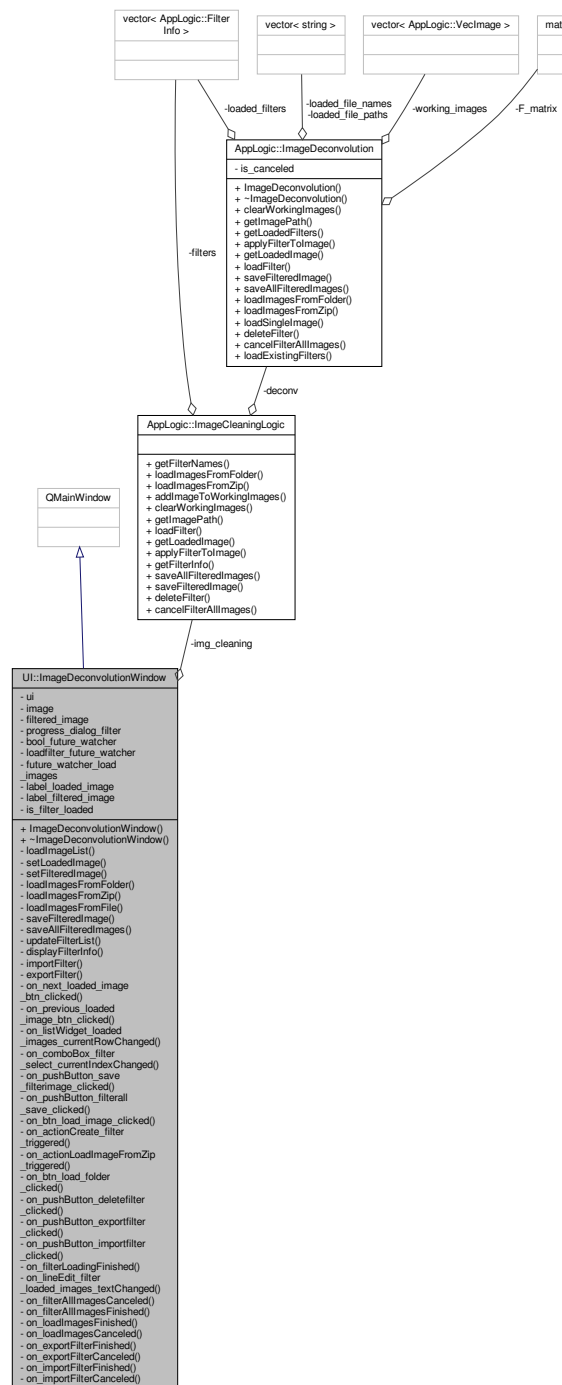 vector< AppLogic::Filter
Info >
vector< string >
vector< AppLogic::VecImage >
mat
-loaded_filters
-loaded_file_names
-loaded_file_paths
-working_images
-F_matrix
AppLogic::ImageDeconvolution
- is_canceled
+ ImageDeconvolution()
+ ~ImageDeconvolution()
+ clearWorkingImages()
+ getImagePath()
+ getLoadedFilters()
+ applyFilterToImage()
+ getLoadedImage()
+ loadFilter()
+ saveFilteredImage()
+ saveAllFilteredImages()
+ loadImagesFromFolder()
+ loadImagesFromZip()
+ loadSingleImage()
+ deleteFilter()
+ cancelFilterAllImages()
+ loadExistingFilters()
-filters
-deconv
AppLogic::ImageCleaningLogic
+ getFilterNames()
+ loadImagesFromFolder()
+ loadImagesFromZip()
+ addImageToWorkingImages()
+ clearWorkingImages()
+ getImagePath()
+ loadFilter()
+ getLoadedImage()
+ applyFilterToImage()
+ getFilterInfo()
+ saveAllFilteredImages()
+ saveFilteredImage()
+ deleteFilter()
+ cancelFilterAllImages()
QMainWindow
-img_cleaning
UI::ImageDeconvolutionWindow
- ui
- image
- filtered_image
- progress_dialog_filter
- bool_future_watcher
- loadfilter_future_watcher
- future_watcher_load
_images
- label_loaded_image
- label_filtered_image
- is_filter_loaded
+ ImageDeconvolutionWindow()
+ ~ImageDeconvolutionWindow()
- loadImageList()
- setLoadedImage()
- setFilteredImage()
- loadImagesFromFolder()
- loadImagesFromZip()
- loadImagesFromFile()
- saveFilteredImage()
- saveAllFilteredImages()
- updateFilterList()
- displayFilterInfo()
- importFilter()
- exportFilter()
- on_next_loaded_image
_btn_clicked()
- on_previous_loaded
_image_btn_clicked()
- on_listWidget_loaded
_images_currentRowChanged()
- on_comboBox_filter
_select_currentIndexChanged()
- on_pushButton_save
_filterimage_clicked()
- on_pushButton_filterall
_save_clicked()
- on_btn_load_image_clicked()
- on_actionCreate_filter
_triggered()
- on_actionLoadImageFromZip
_triggered()
- on_btn_load_folder
_clicked()
- on_pushButton_deletefilter
_clicked()
- on_pushButton_exportfilter
_clicked()
- on_pushButton_importfilter
_clicked()
- on_filterLoadingFinished()
- on_lineEdit_filter
_loaded_images_textChanged()
- on_filterAllImagesCanceled()
- on_filterAllImagesFinished()
- on_loadImagesFinished()
- on_loadImagesCanceled()
- on_exportFilterFinished()
- on_exportFilterCanceled()
- on_importFilterFinished()
- on_importFilterCanceled()